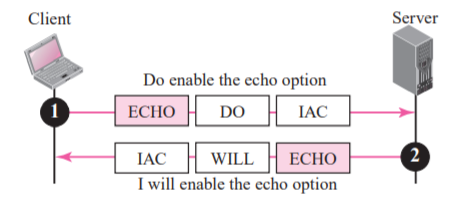 Client Server
Do enable the echo option
1 ECHO DO IAC
IAC WILL ECHO 2
I will enable the echo option